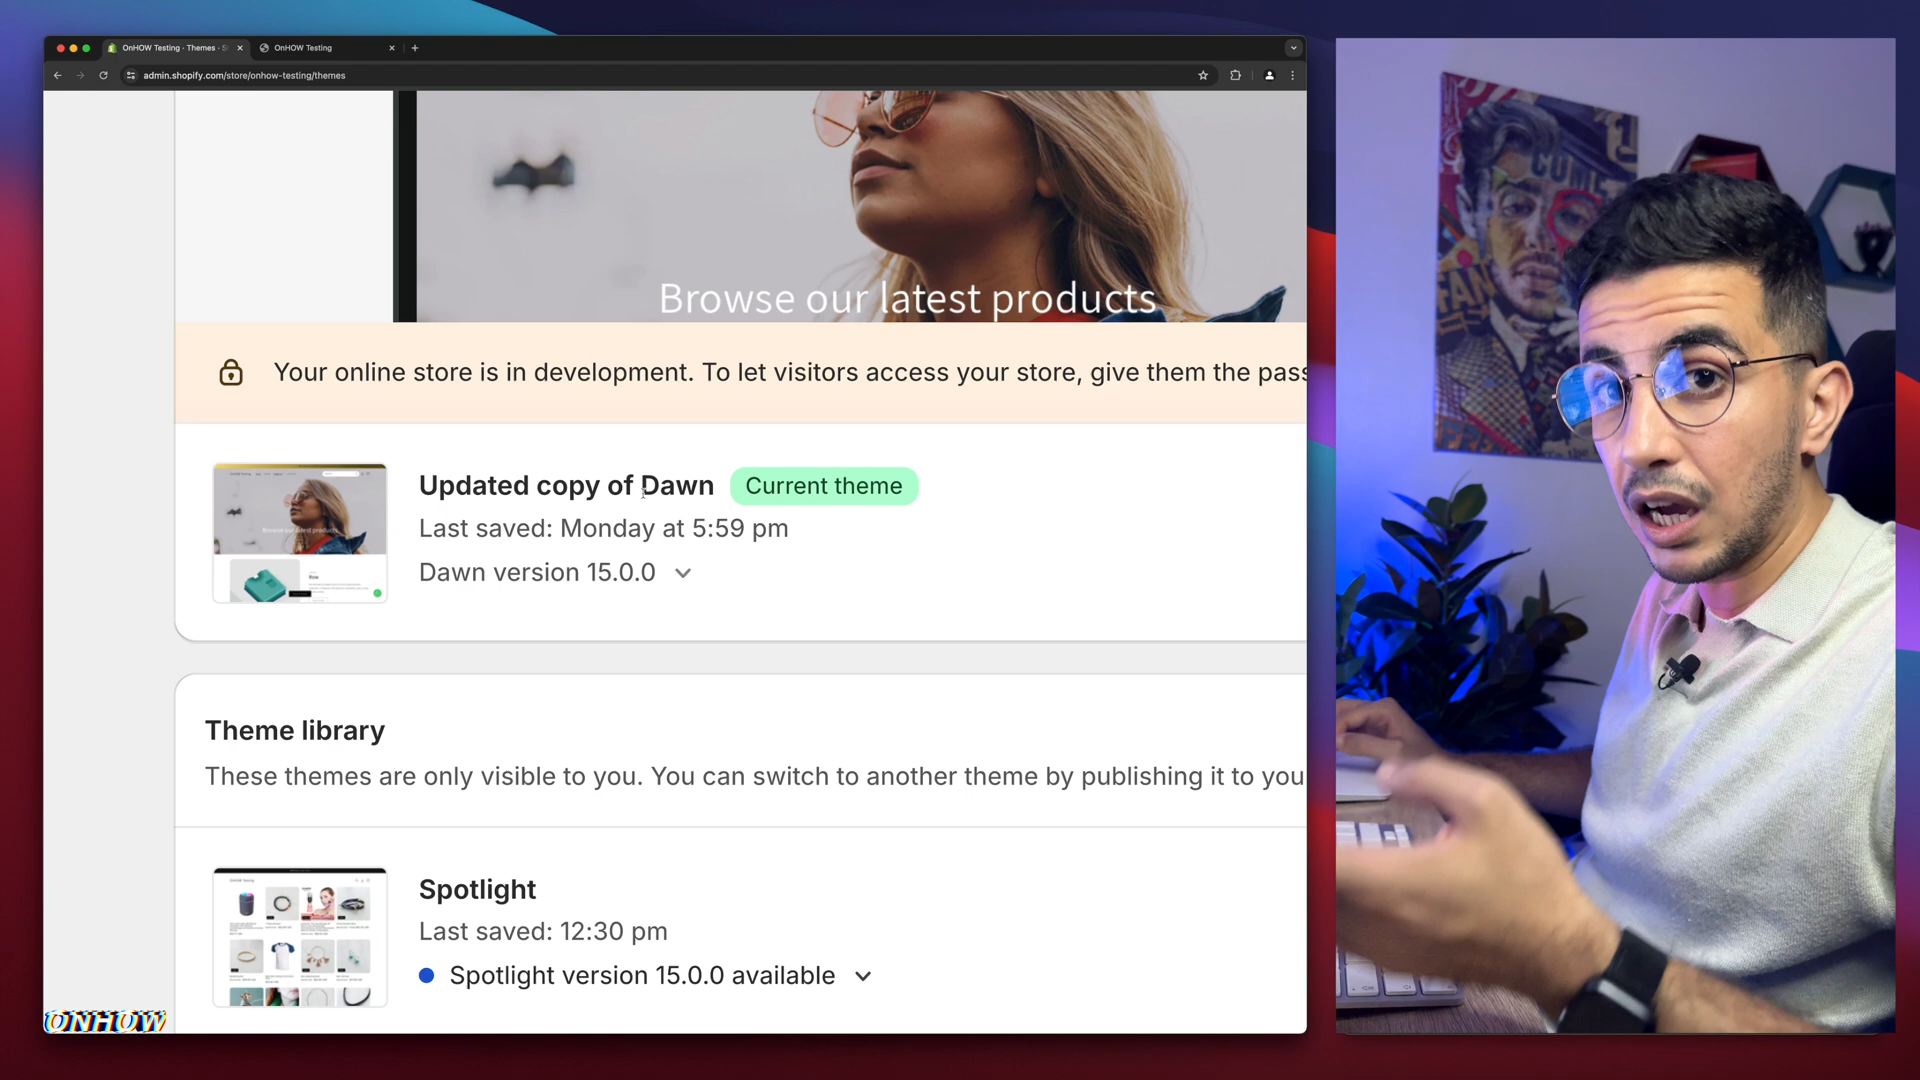 OnHOW Testing · Themes · S
OnHOW Testing
admin.shopify.com/store/onhow-testing/themes
Browse our latest products
Your online store is in development. To let visitors access your store, give them the pass
Updated copy of Dawn
Current theme
Last saved: Monday at 5:59 pm
Dawn version 15.0.0
Theme library
These themes are only visible to you. You can switch to another theme by publishing it to you
Spotlight
Last saved: 12:30 pm
Spotlight version 15.0.0 available
ONHOW